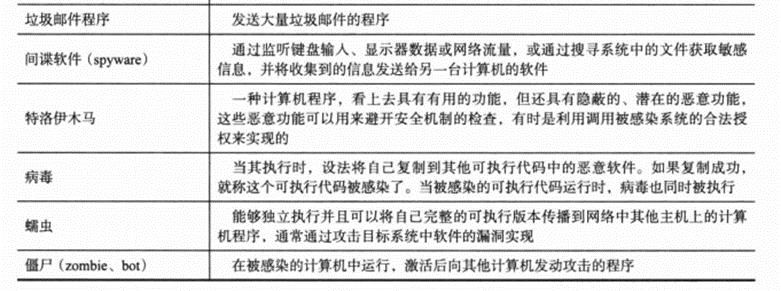 垃圾邮件程序
发送大量垃圾邮件的程序
间谍软件（spyware）
通过监听键盘输入、显示器数据或网络流量，或通过搜寻系统中的文件获取敏感
信息，并将收集到的信息发送给另一台计算机的软件
特洛伊木马
一种计算机程序，看上去具有有用的功能，但还具有隐蔽的、潜在的恶意功能，
这些恶意功能可以用来避开安全机制的检查，有时是利用调用被感染系统的合法授
权来实现的
病毒
当其执行时，设法将自己复制到其他可执行代码中的恶意软件。如果复制成功，
就称这个可执行代码被感染了。当被感染的可执行代码运行时，病毒也同时被执行
蠕虫
能够独立执行并且可以将自己完整的可执行版本传播到网络中其他主机上的计算
机程序，通常通过攻击目标系统中软件的漏洞实现
僵尸（zombie、bot）
在被感染的计算机中运行，激活后向其他计算机发动攻击的程序